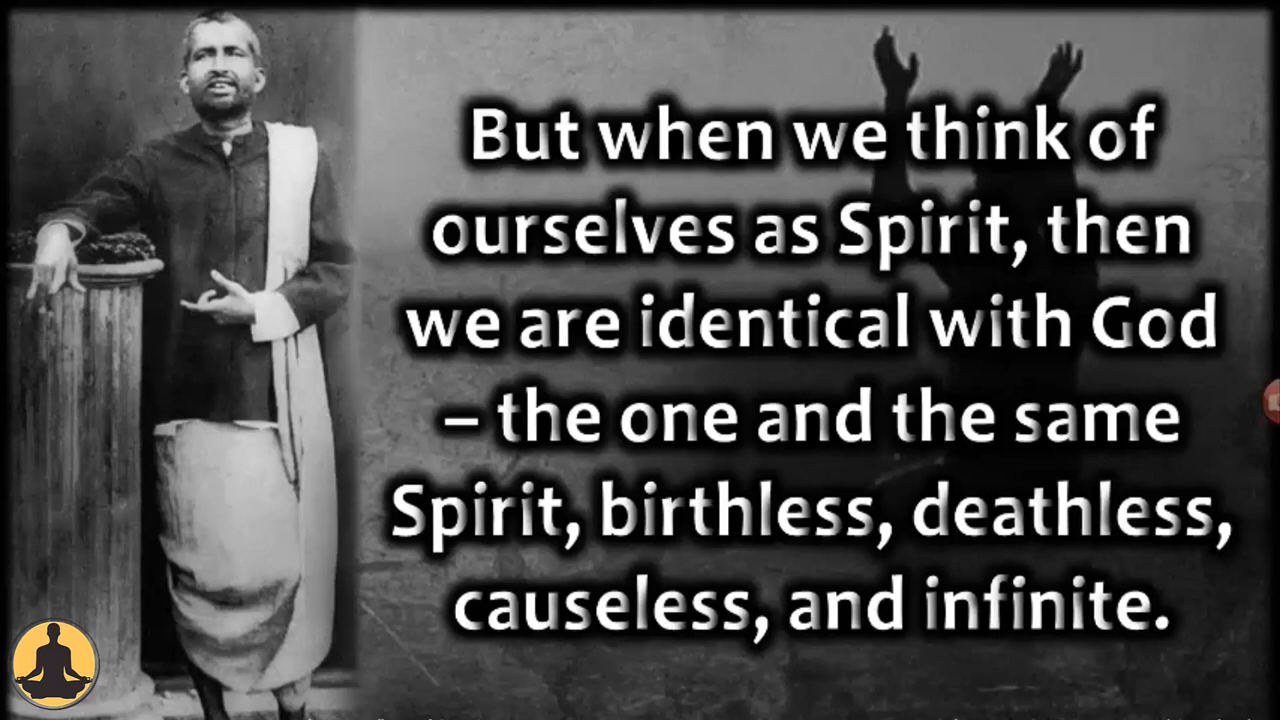 But when we think of
ourselves as Spirit, then
we are identical with God
– the one and the same
Spirit, birthless, deathless,
causeless, and infinite.